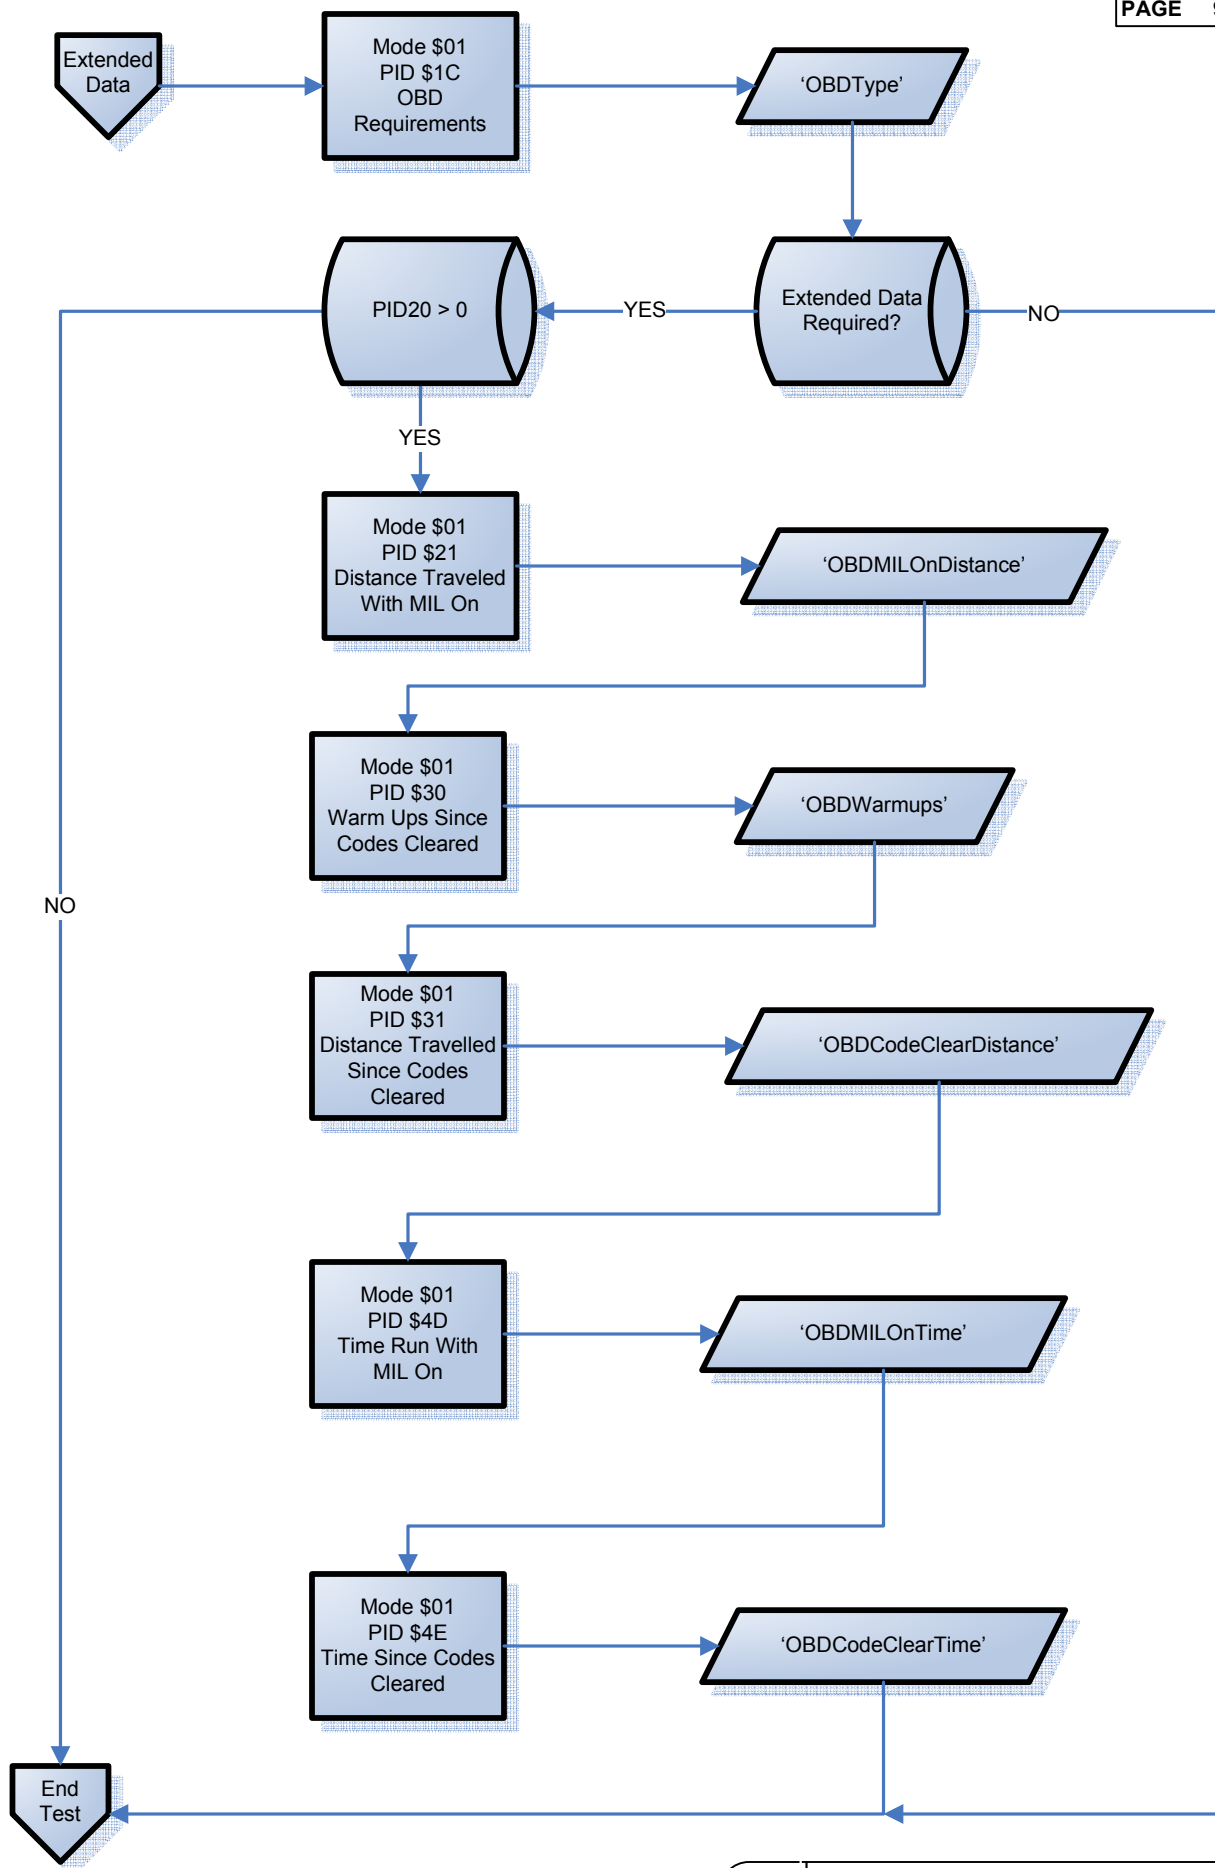 PAGE 9
Extended
Data
Mode $01
PID $1C
OBD
Requirements
‘OBDType’
PID20 > 0
YES
Extended Data
Required?
NO
YES
Mode $01
PID $21
Distance Traveled
With MIL On
‘OBDMILOnDistance’
Mode $01
PID $30
Warm Ups Since
Codes Cleared
‘OBDWarmups’
NO
Mode $01
PID $31
Distance Travelled
Since Codes
Cleared
‘OBDCodeClearDistance’
Mode $01
PID $4D
Time Run With
MIL On
‘OBDMILOnTime’
Mode $01
PID $4E
Time Since Codes
Cleared
‘OBDCodeClearTime’
End
Test